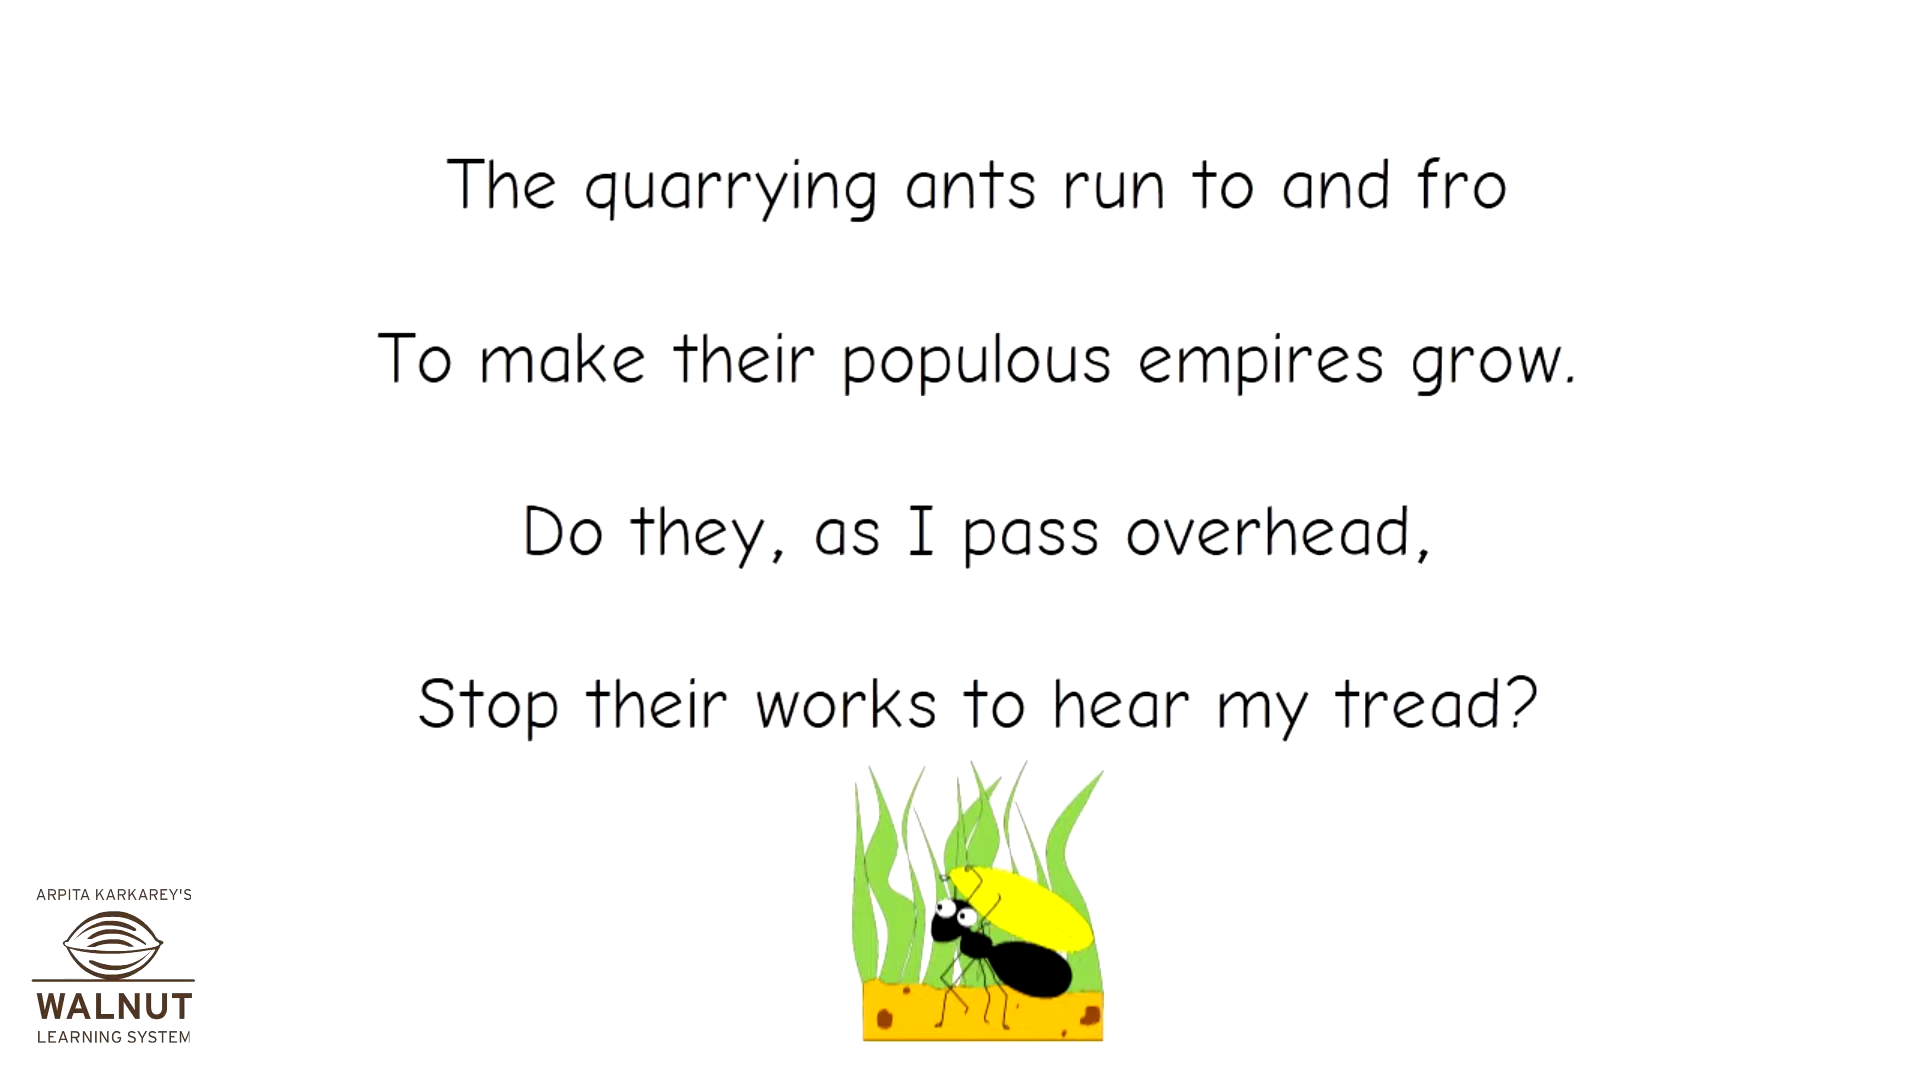 The quarrying ants run to and fro
To make their populous empires grow.
Do they, as I pass overhead,
Stop their works to hear my tread?
ARPITA KARKAREY'S
WALNUT
LEARNING SYSTEM